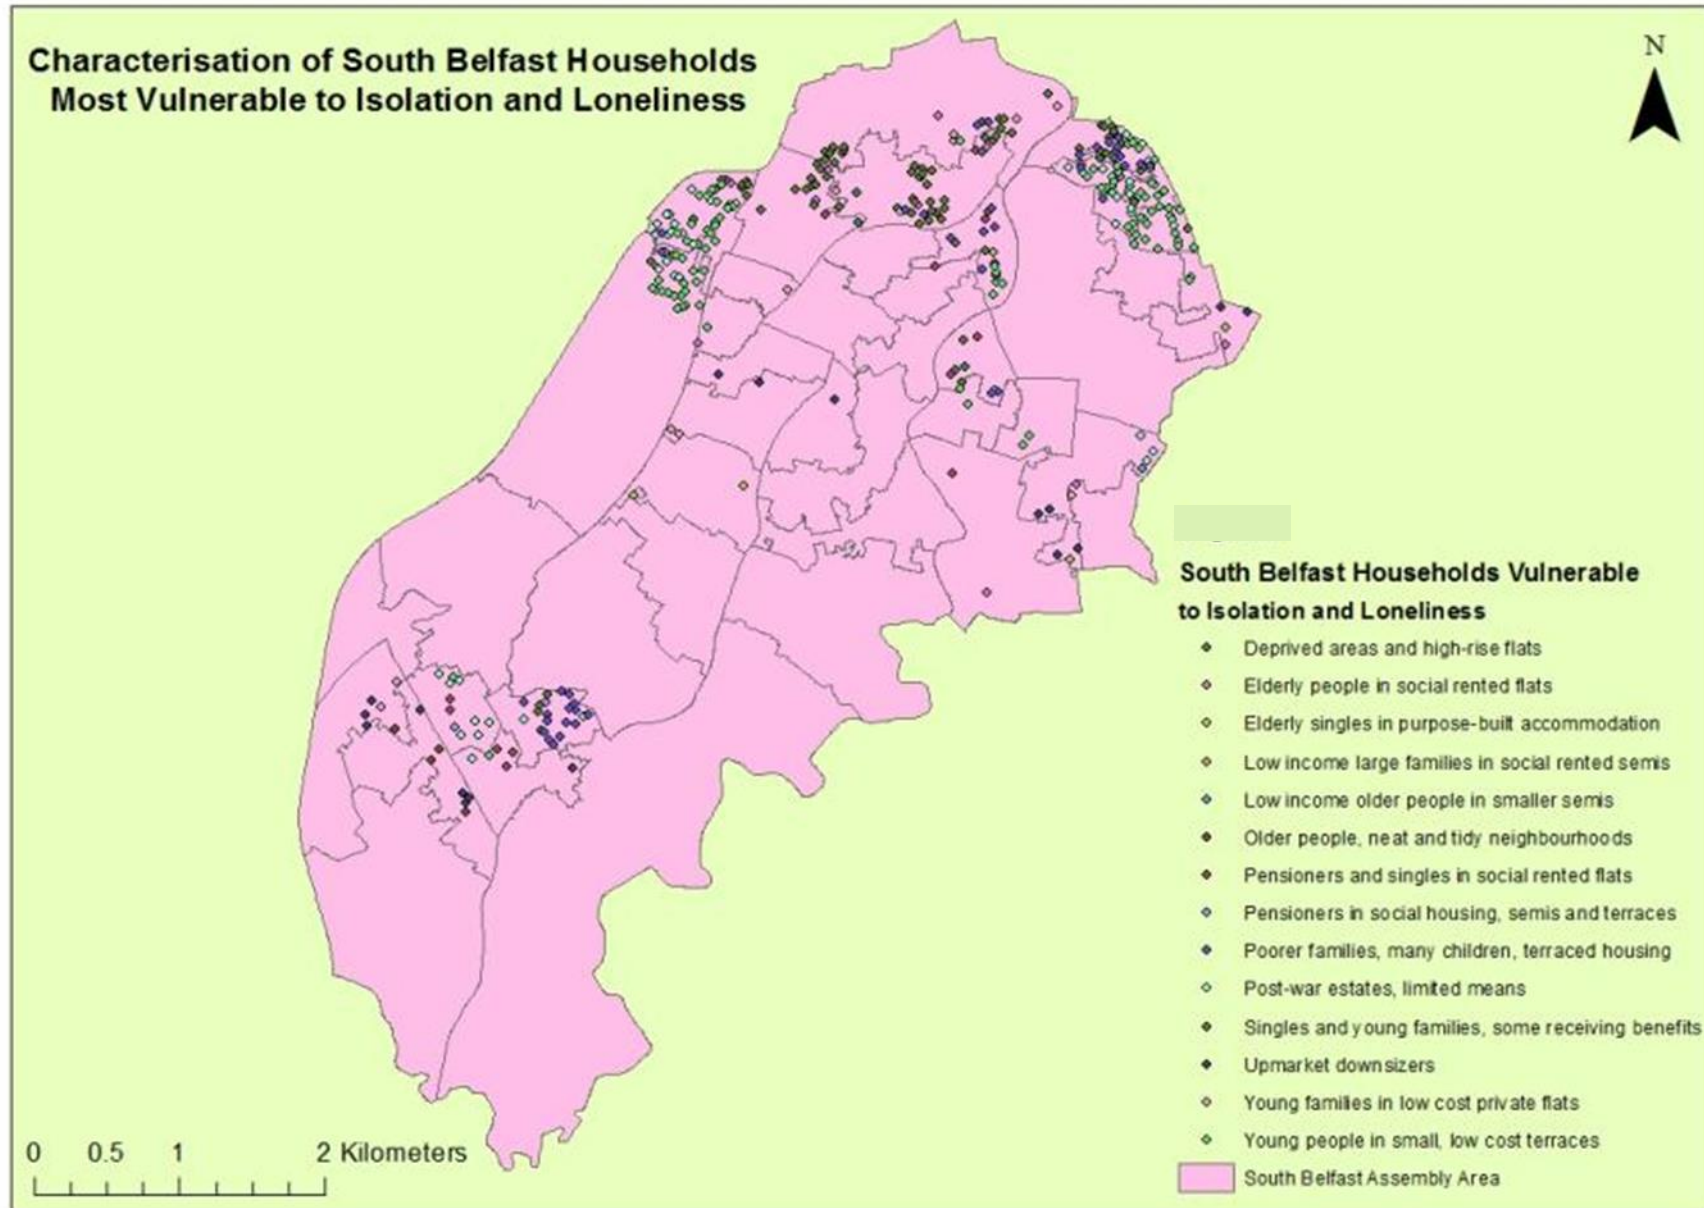 Characterisation of South Belfast Households
Most Vulnerable to Isolation and Loneliness
N
South Belfast Households Vulnerable
to Isolation and Loneliness
Deprived areas and high-rise flats
Elderly people in social rented flats
Elderly singles in purpose-built accommodation
Low income large families in social rented semis
Low income older people in smaller semis
Older people, neat and tidy neighbourhoods
Pensioners and singles in social rented flats
Pensioners in social housing, semis and terraces
Poorer families, many children, terraced housing
Post-war estates, limited means
Singles and young families, some receiving benefits
Upmarket downsizers
Young families in low cost private flats
Young people in small, low cost terraces
South Belfast Assembly Area
0 0.5 1 2 Kilometers